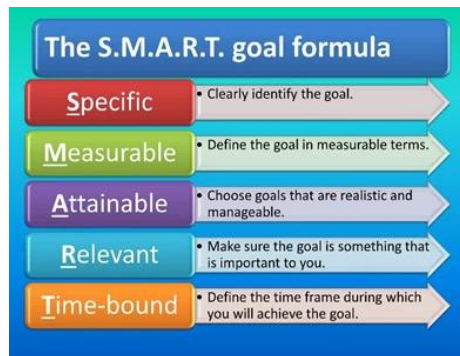 The S.M.A.R.T. goal formula
Specific
• Clearly identify the goal.
Measurable
• Define the goal in measurable terms.
Attainable
• Choose goals that are realistic and
manageable.
Relevant
• Make sure the goal is something that
is important to you.
Time-bound
• Define the time frame during which
you will achieve the goal.